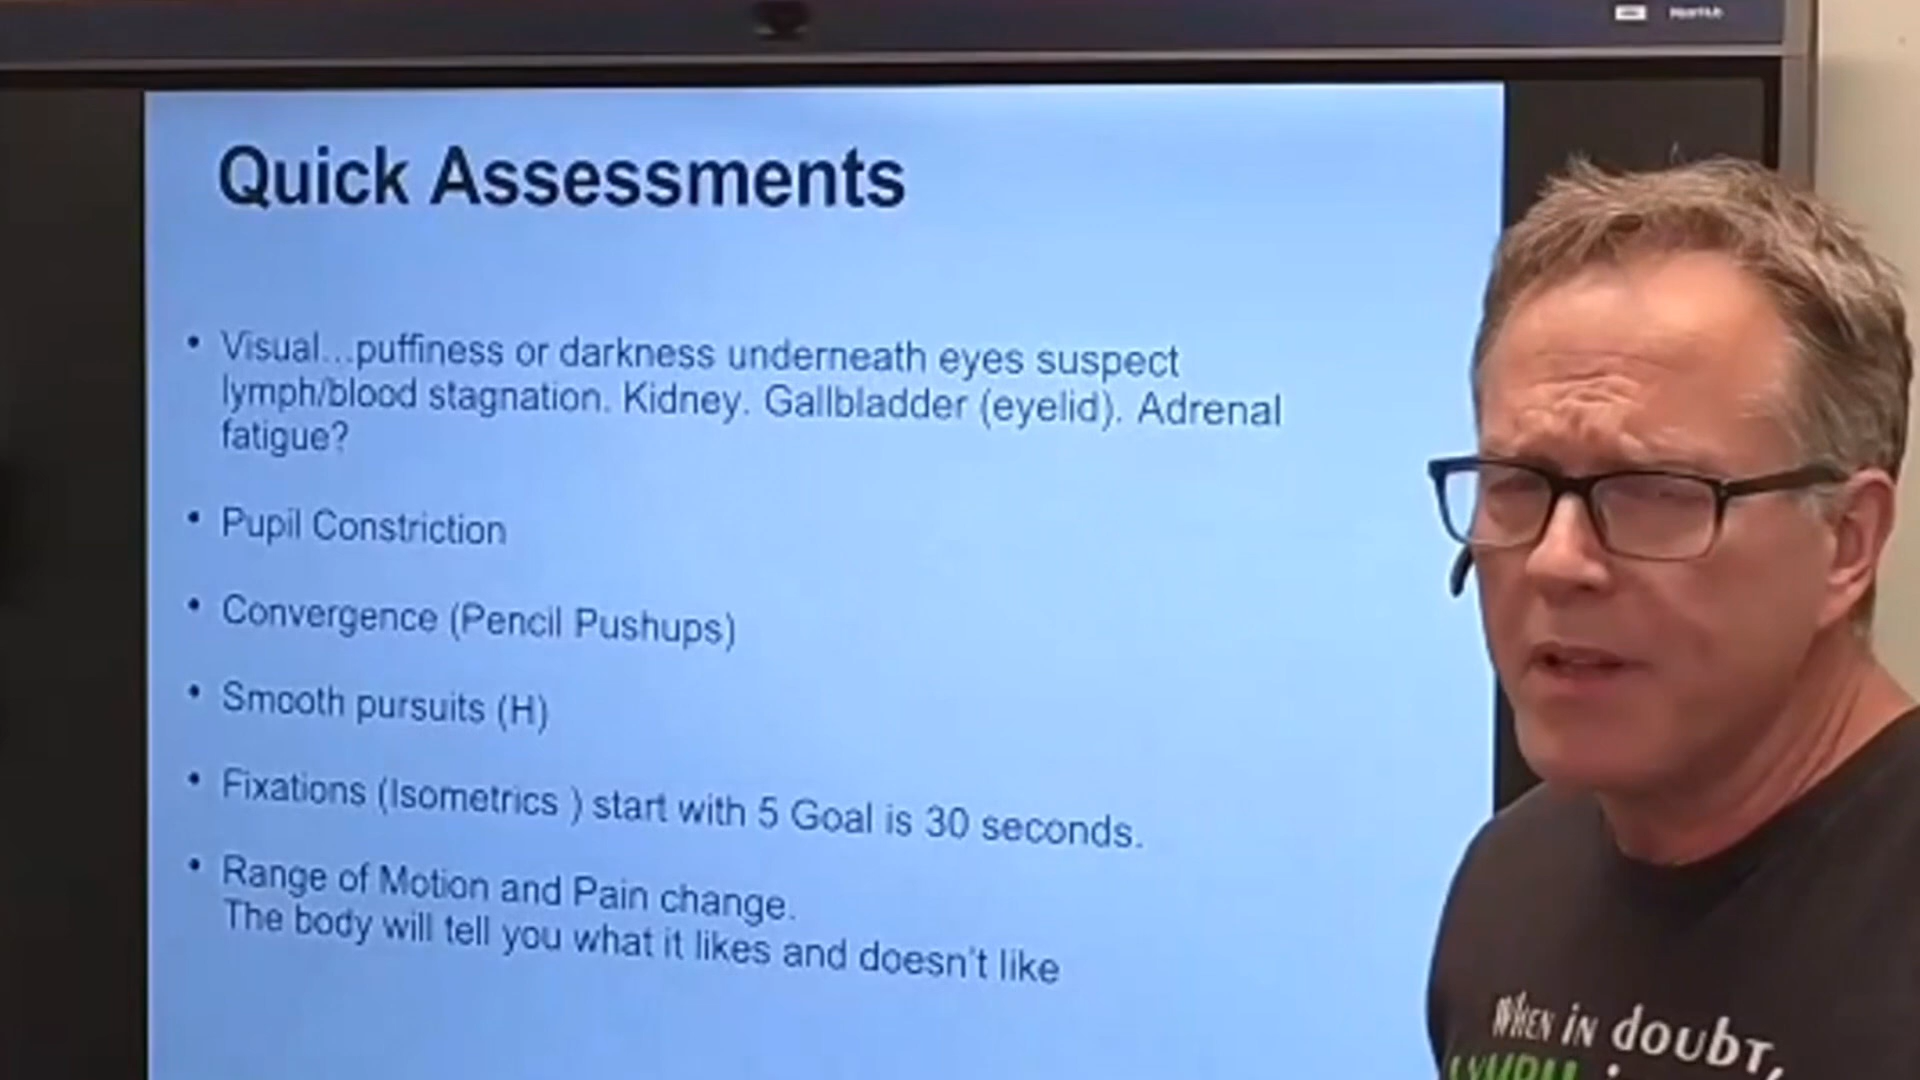 Quick Assessments
• Visual...puffiness or darkness underneath eyes suspect
lymph/blood stagnation. Kidney. Gallbladder (eyelid). Adrenal
fatigue?
• Pupil Constriction
• Convergence (Pencil Pushups)
• Smooth pursuits (H)
• Fixations (Isometrics ) start with 5 Goal is 30 seconds.
• Range of Motion and Pain change.
The body will tell you what it likes and doesn't like
WHEN iN doubT,